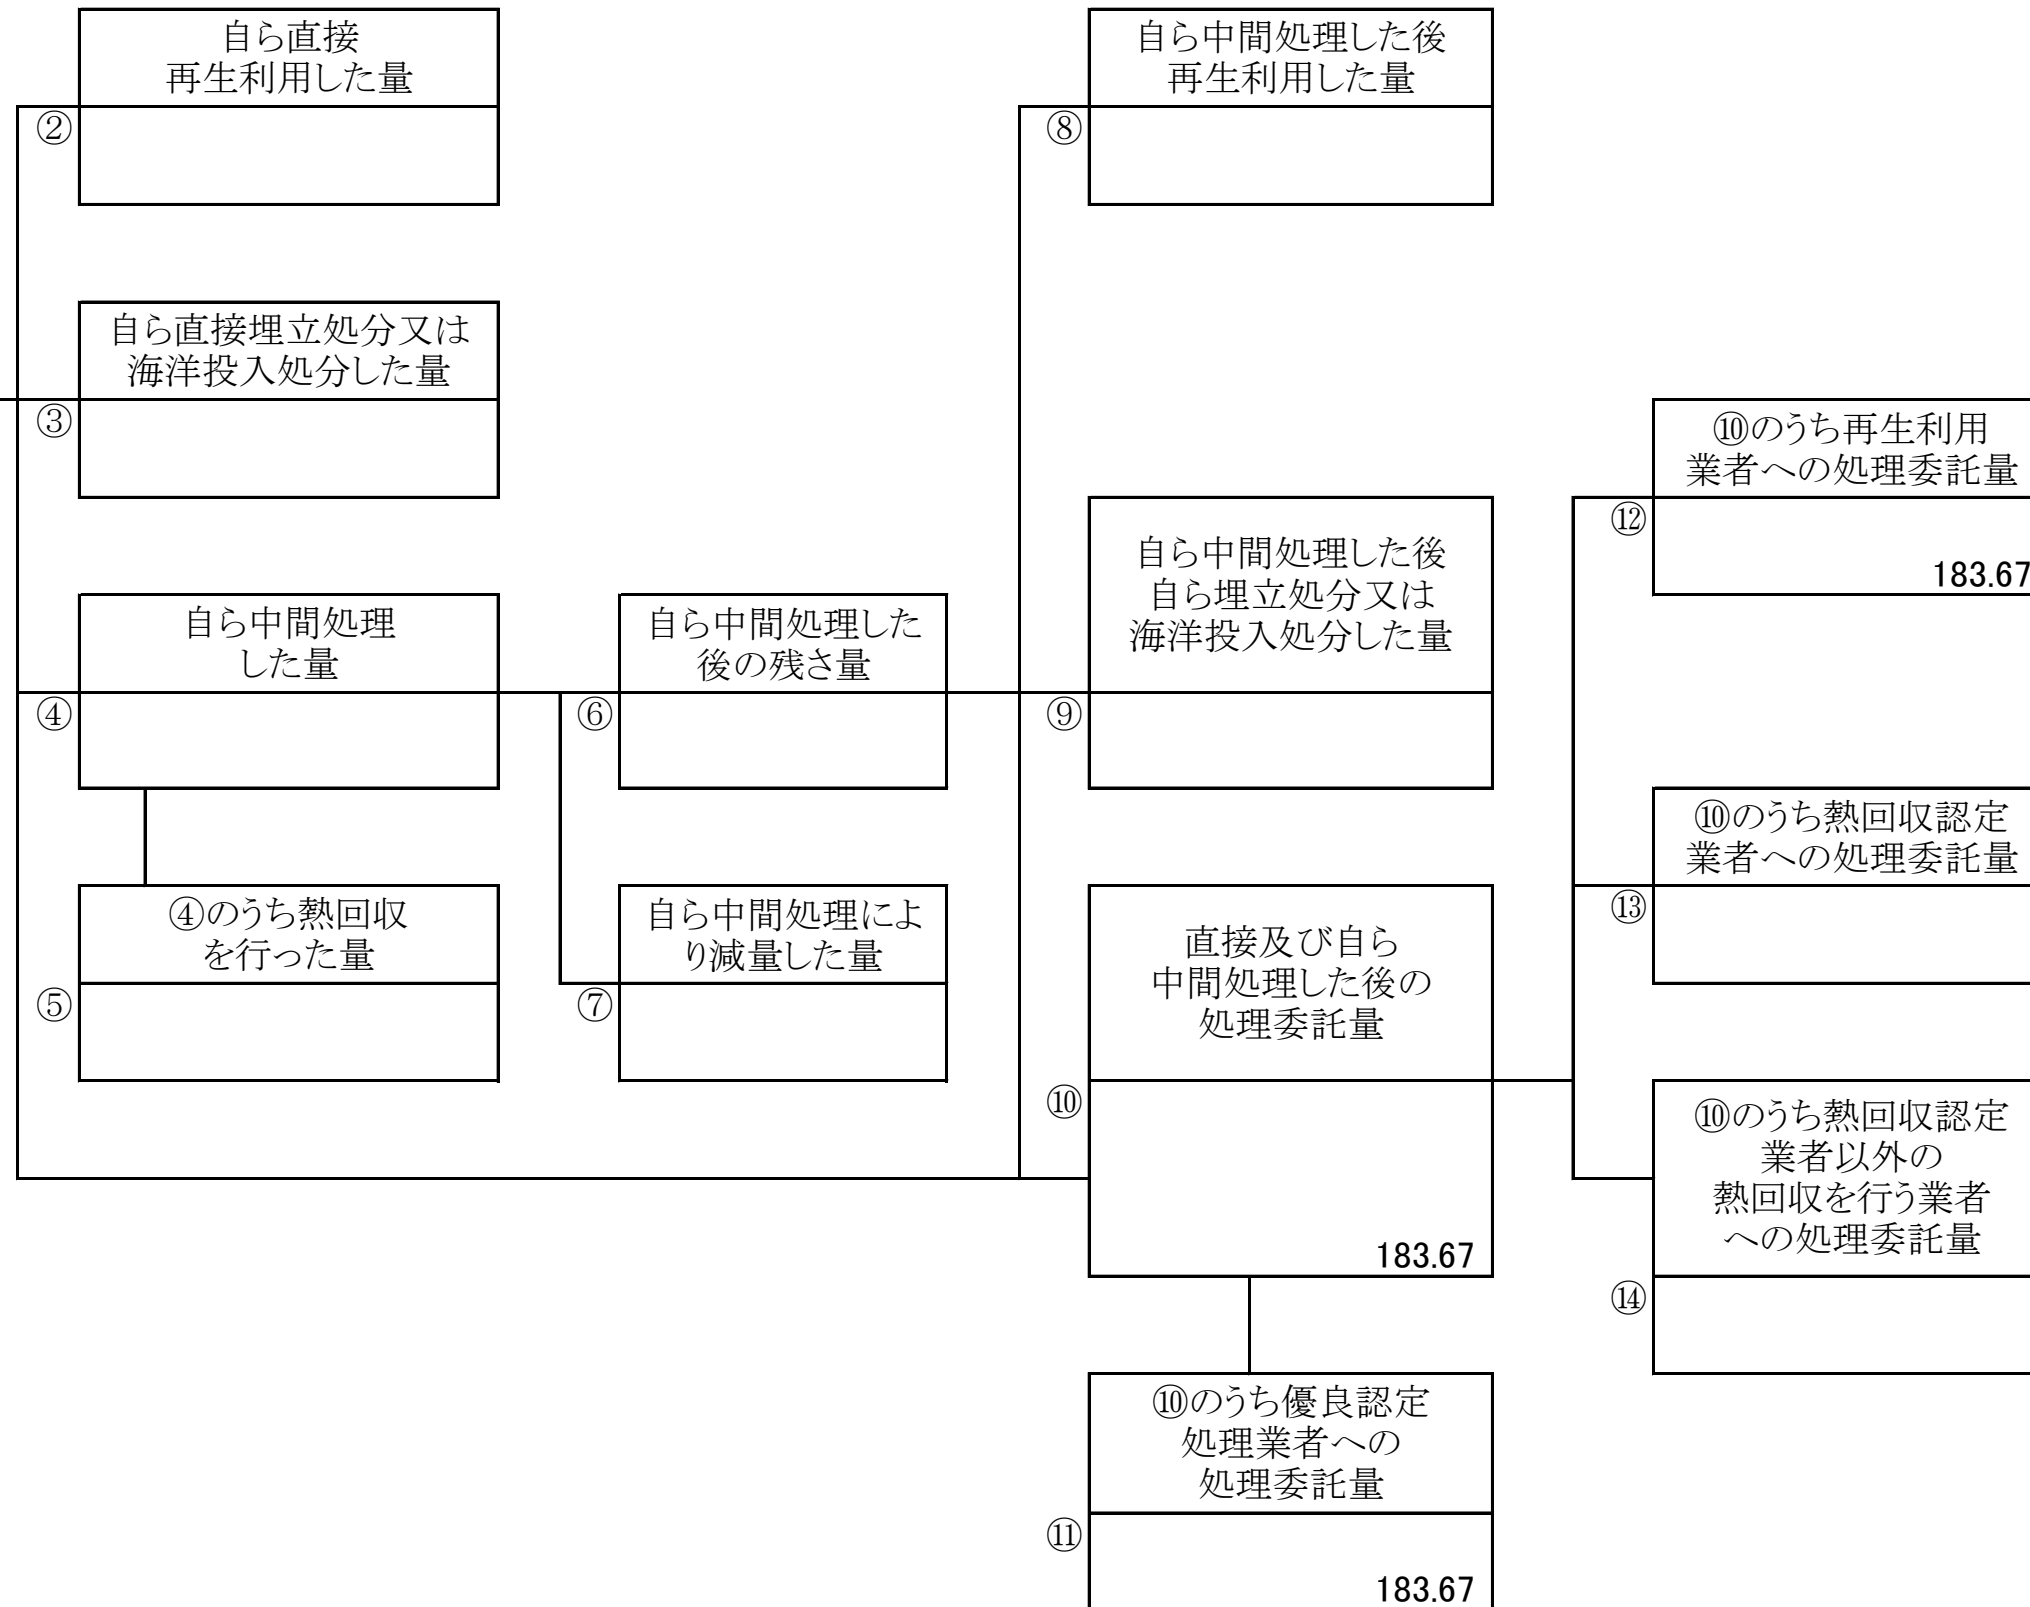 自ら直接
再生利用した量
②
自ら直接埋立処分又は
海洋投入処分した量
③
自ら中間処理
した量
④
④のうち熱回収
を行った量
⑤
自ら中間処理した
後の残さ量
⑥
自ら中間処理によ
り減量した量
⑦
自ら中間処理した後
再生利用した量
⑧
自ら中間処理した後
自ら埋立処分又は
海洋投入処分した量
⑨
直接及び自ら
中間処理した後の
処理委託量
⑩
183.67
⑩のうち優良認定
処理業者への
処理委託量
⑪
183.67
⑩のうち再生利用
業者への処理委託量
⑫
183.67
⑩のうち熱回収認定
業者への処理委託量
⑬
⑩のうち熱回収認定
業者以外の
熱回収を行う業者
への処理委託量
⑭